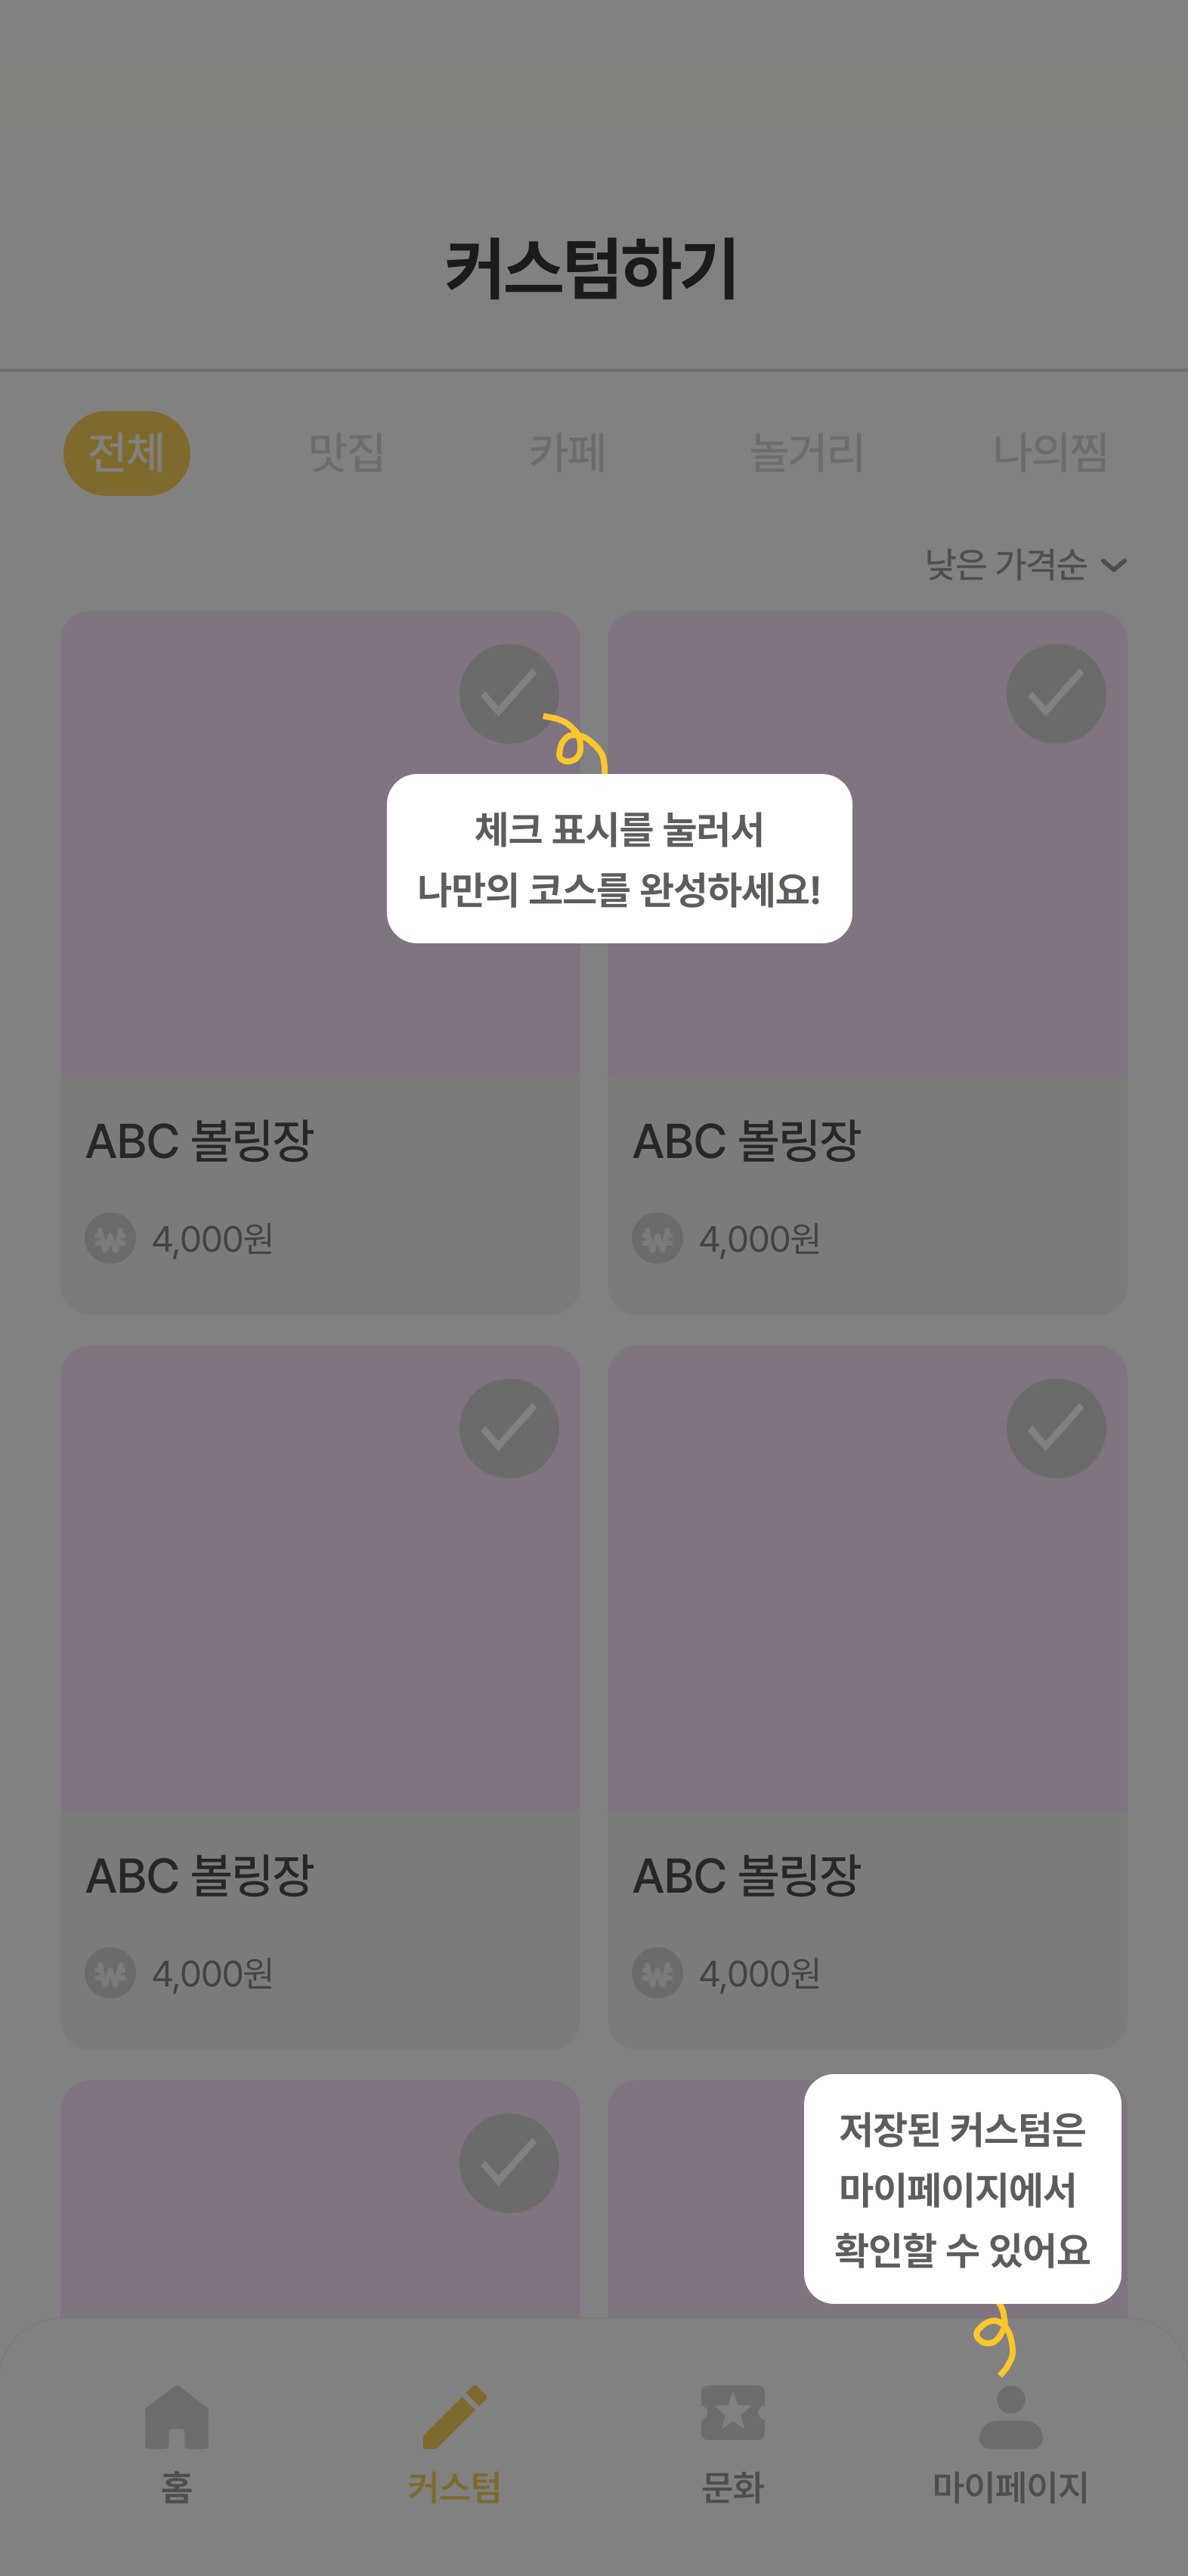 커스텀하기
전체 맛집 카페 놀거리 나의찜
낮은 가격순
체크 표시를 눌러서
나만의 코스를 완성하세요!
ABC 볼링장 ABC 볼링장
₩ 4,000원 ₩ 4,000원
ABC 볼링장 ABC 볼링장
₩ 4,000원 ₩ 4,000원
저장된 커스텀은
마이페이지에서
확인할 수 있어요
홈 커스텀 문화 마이페이지